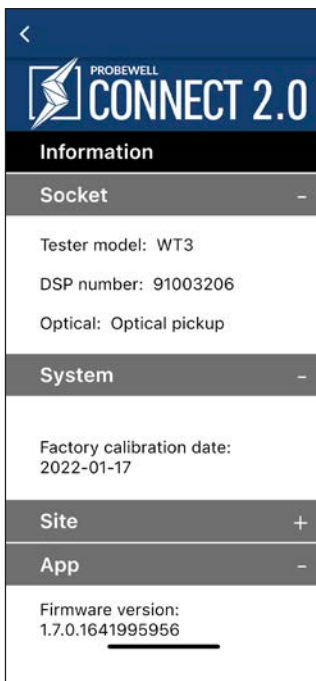 <
PROBEWELL
CONNECT 2.0
Information
Socket -
Tester model: WT3
DSP number: 91003206
Optical: Optical pickup
System -
Factory calibration date:
2022-01-17
Site +
App -
Firmware version:
1.7.0.1641995956